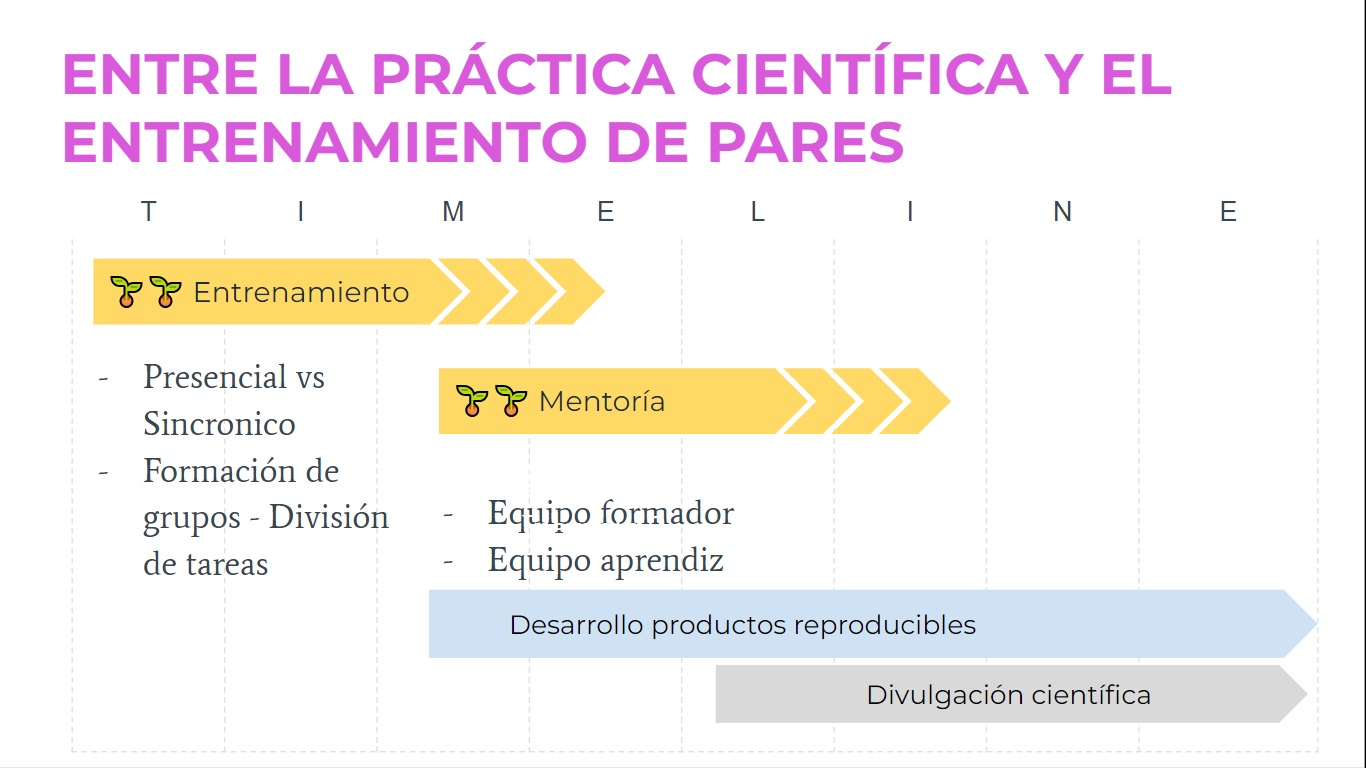 ENTRE LA PRÁCTICA CIENTÍFICA Y EL
ENTRENAMIENTO DE PARES
T I M E L I N E
Entrenamiento
- Presencial vs
Sincronico
- Formación de
grupos - División
de tareas
Mentoría
- Equipo formador
- Equipo aprendiz
Desarrollo productos reproducibles
Divulgación científica